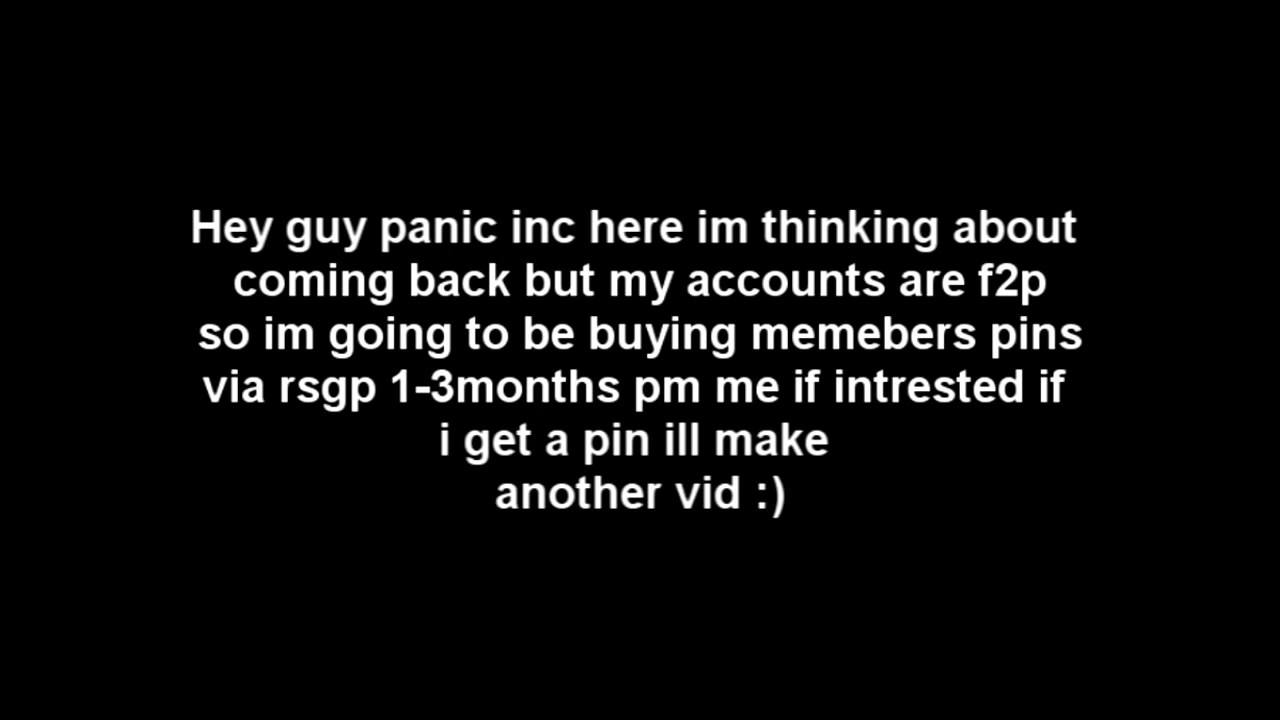 Hey guy panic inc here im thinking about
coming back but my accounts are f2p
so im going to be buying memebers pins
via rsgp 1-3months pm me if intrested if
i get a pin ill make
another vid :)